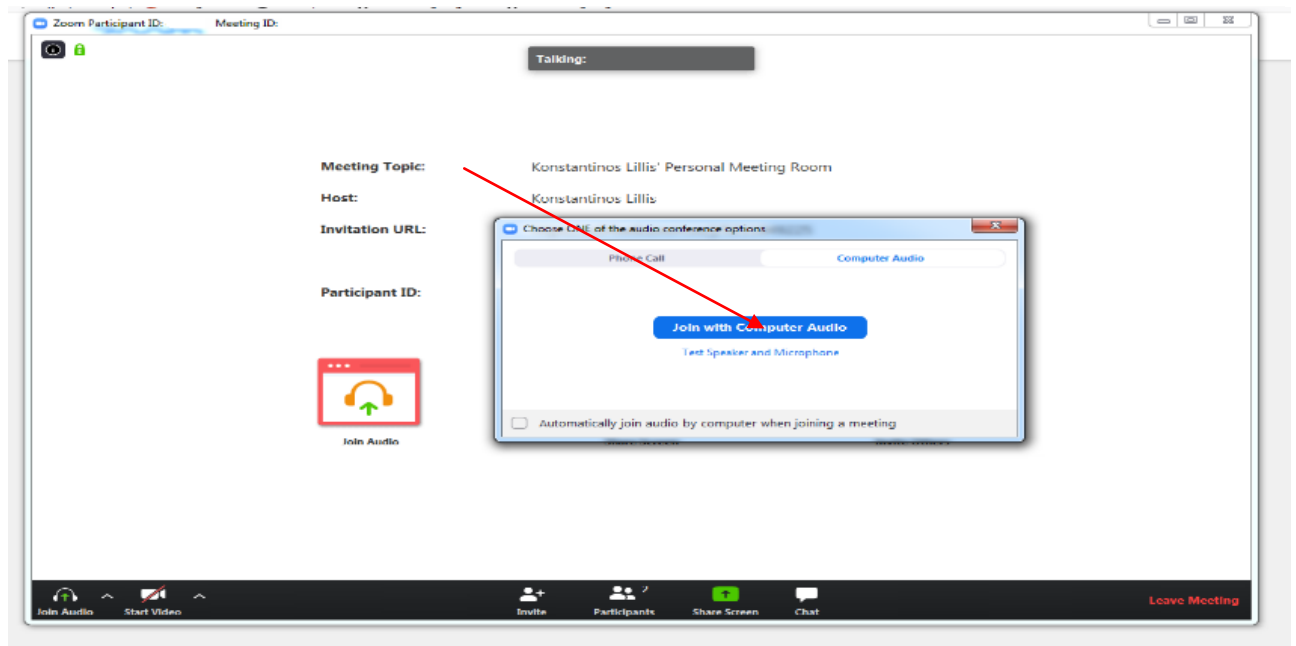 Zoom Participant ID: Meeting ID:
Talking:
Meeting Topic: Konstantinos Lillis' Personal Meeting Room
Host: Konstantinos Lillis
Invitation URL:
Choose ONE of the audio conference options
Phone Call Computer Audio
Participant ID:
Join with Computer Audio
Test Speaker and Microphone
Automatically join audio by computer when joining a meeting
Join Audio
Join Audio Start Video Invite Participants 2 Share Screen Chat Leave Meeting